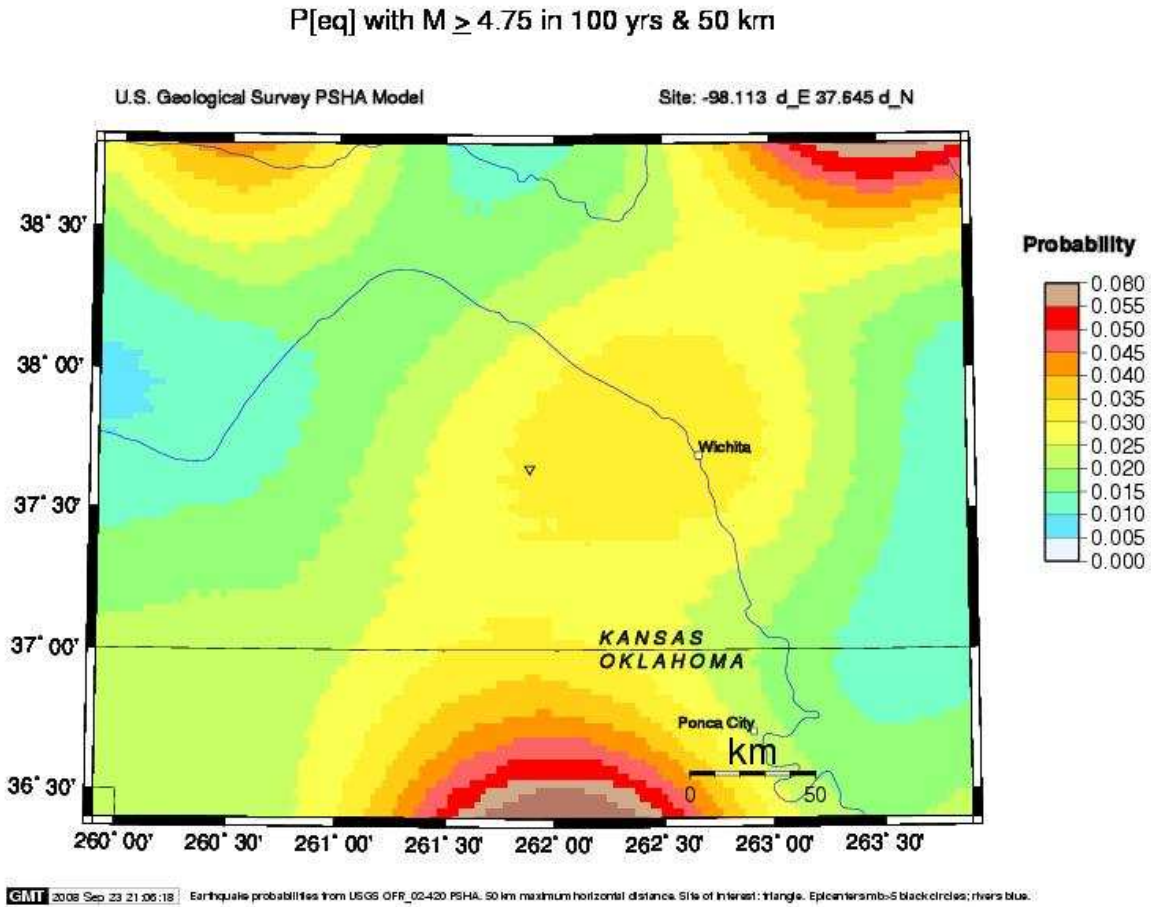 P[eq] with M ≥ 4.75 in 100 yrs & 50 km
U.S. Geological Survey PSHA Model
Site: -98.113 d_E 37.645 d_N
38° 30'
38° 00'
37° 30'
37° 00'
36° 30'
Wichita
KANSAS
OKLAHOMA
Ponca City
km
0 50
260° 00' 260° 30' 261° 00' 261° 30' 262° 00' 262° 30' 263° 00' 263° 30'
Probability
0.080
0.055
0.050
0.045
0.040
0.035
0.030
0.025
0.020
0.015
0.010
0.005
0.000
GMT 2008 Sep 23 21:06:18 Earthquake probabilities from USGS OFR_02-420 PSHA. 50 km maximum horizontal distance. Site of interest: triangle. Epicenters mb>5 black circles; rivers blue.